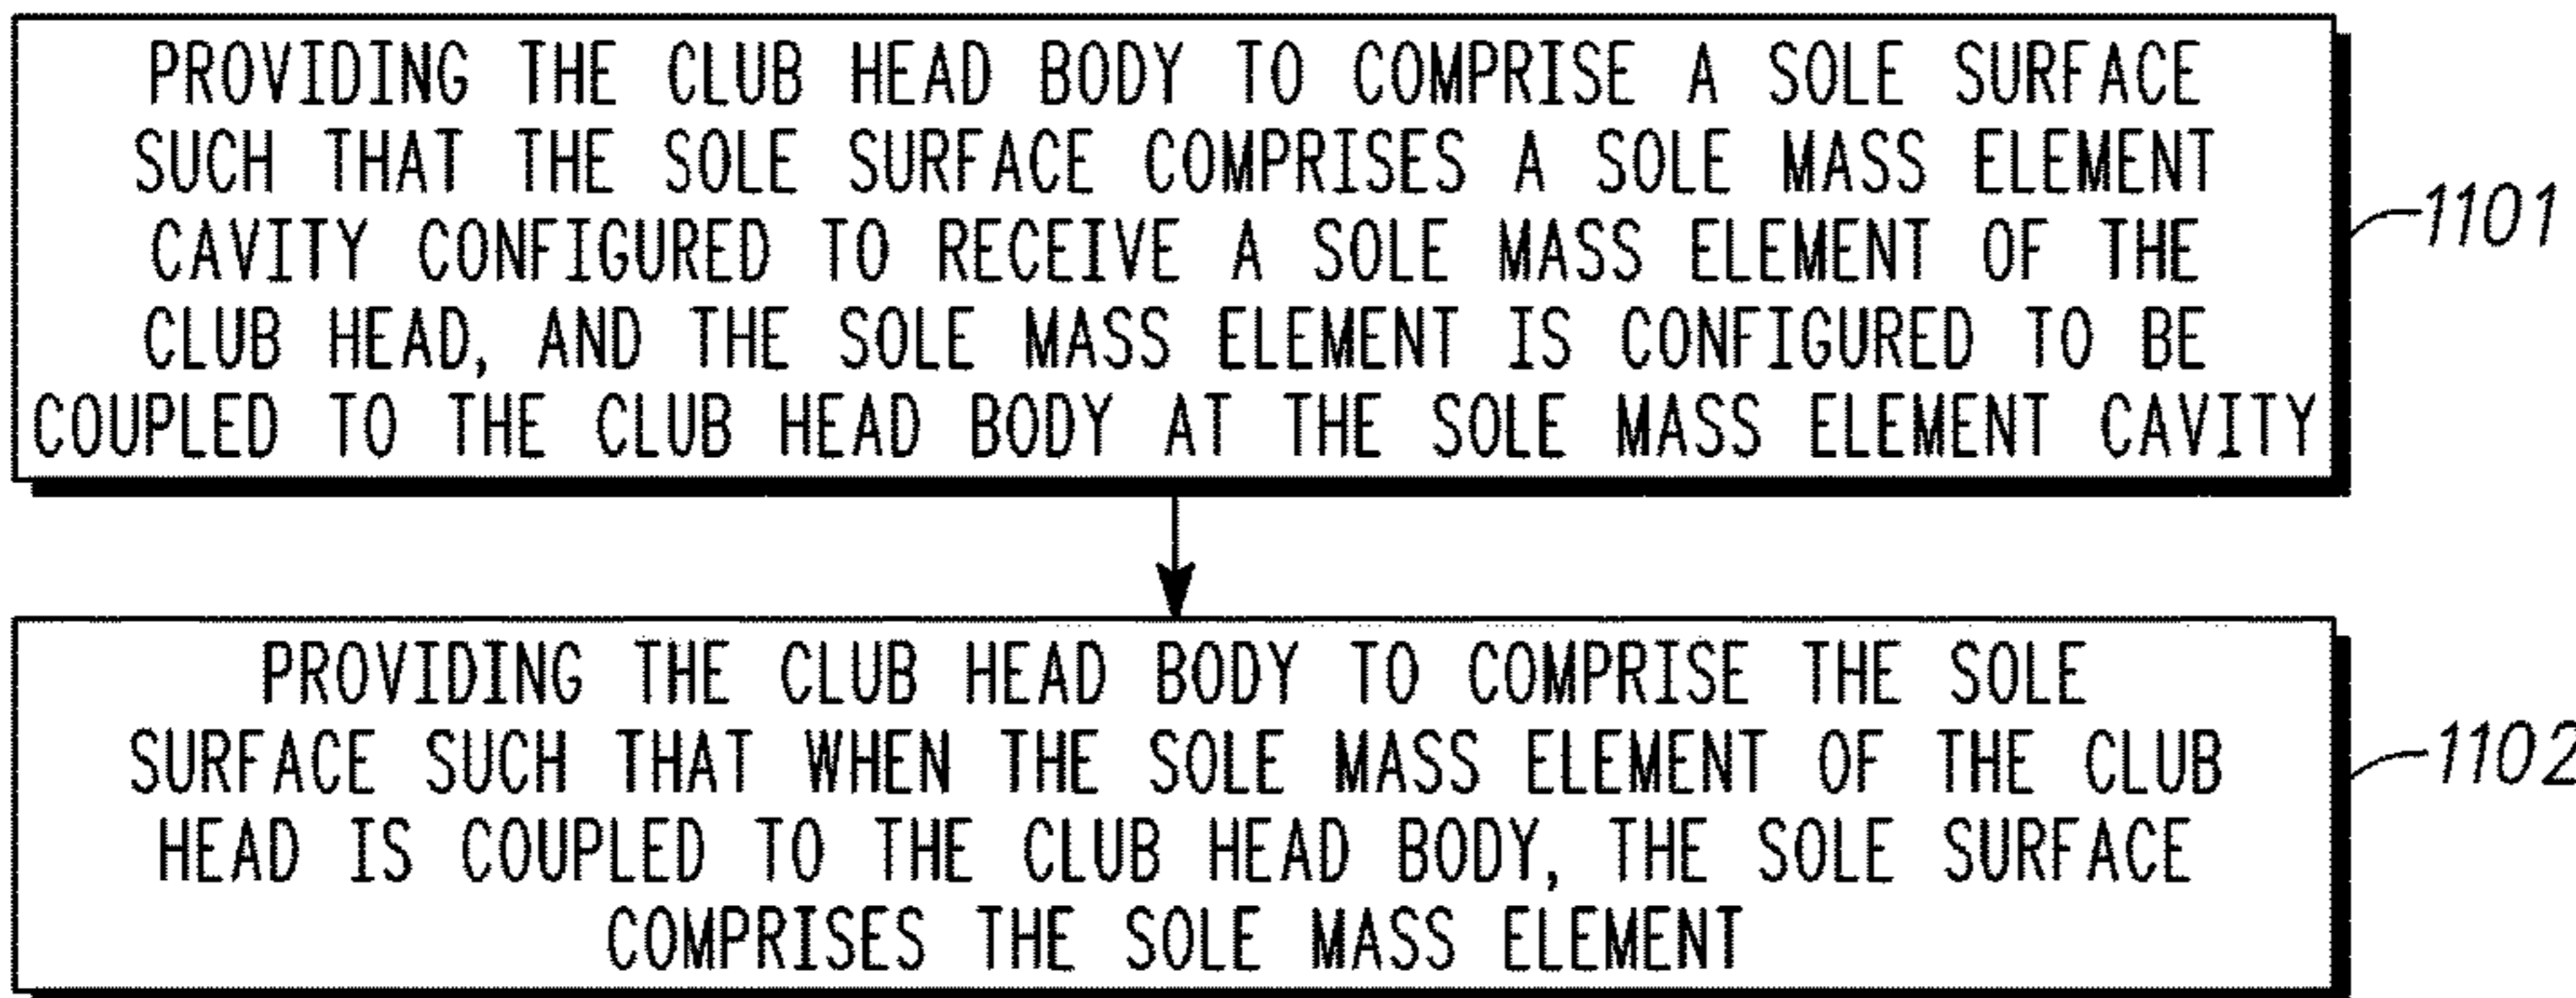 PROVIDING THE CLUB HEAD BODY TO COMPRISE A SOLE SURFACE
SUCH THAT THE SOLE SURFACE COMPRISES A SOLE MASS ELEMENT
CAVITY CONFIGURED TO RECEIVE A SOLE MASS ELEMENT OF THE
CLUB HEAD, AND THE SOLE MASS ELEMENT IS CONFIGURED TO BE
COUPLED TO THE CLUB HEAD BODY AT THE SOLE MASS ELEMENT CAVITY
1101
PROVIDING THE CLUB HEAD BODY TO COMPRISE THE SOLE
SURFACE SUCH THAT WHEN THE SOLE MASS ELEMENT OF THE CLUB
HEAD IS COUPLED TO THE CLUB HEAD BODY, THE SOLE SURFACE
COMPRISES THE SOLE MASS ELEMENT
1102